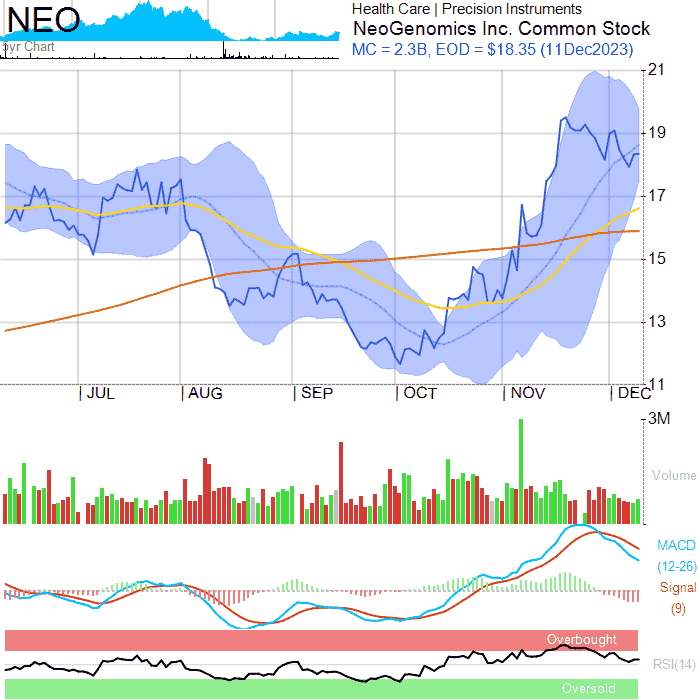 NEO
5yr Chart
Health Care | Precision Instruments
NeoGenomics Inc. Common Stock
MC = 2.3B, EOD = $18.35 (11Dec2023)
21
19
17
15
13
11
| JUL | AUG | SEP | OCT | NOV | DEC
3M
Volume
MACD
(12-26)
Signal
(9)
Overbought
RSI(14)
Oversold